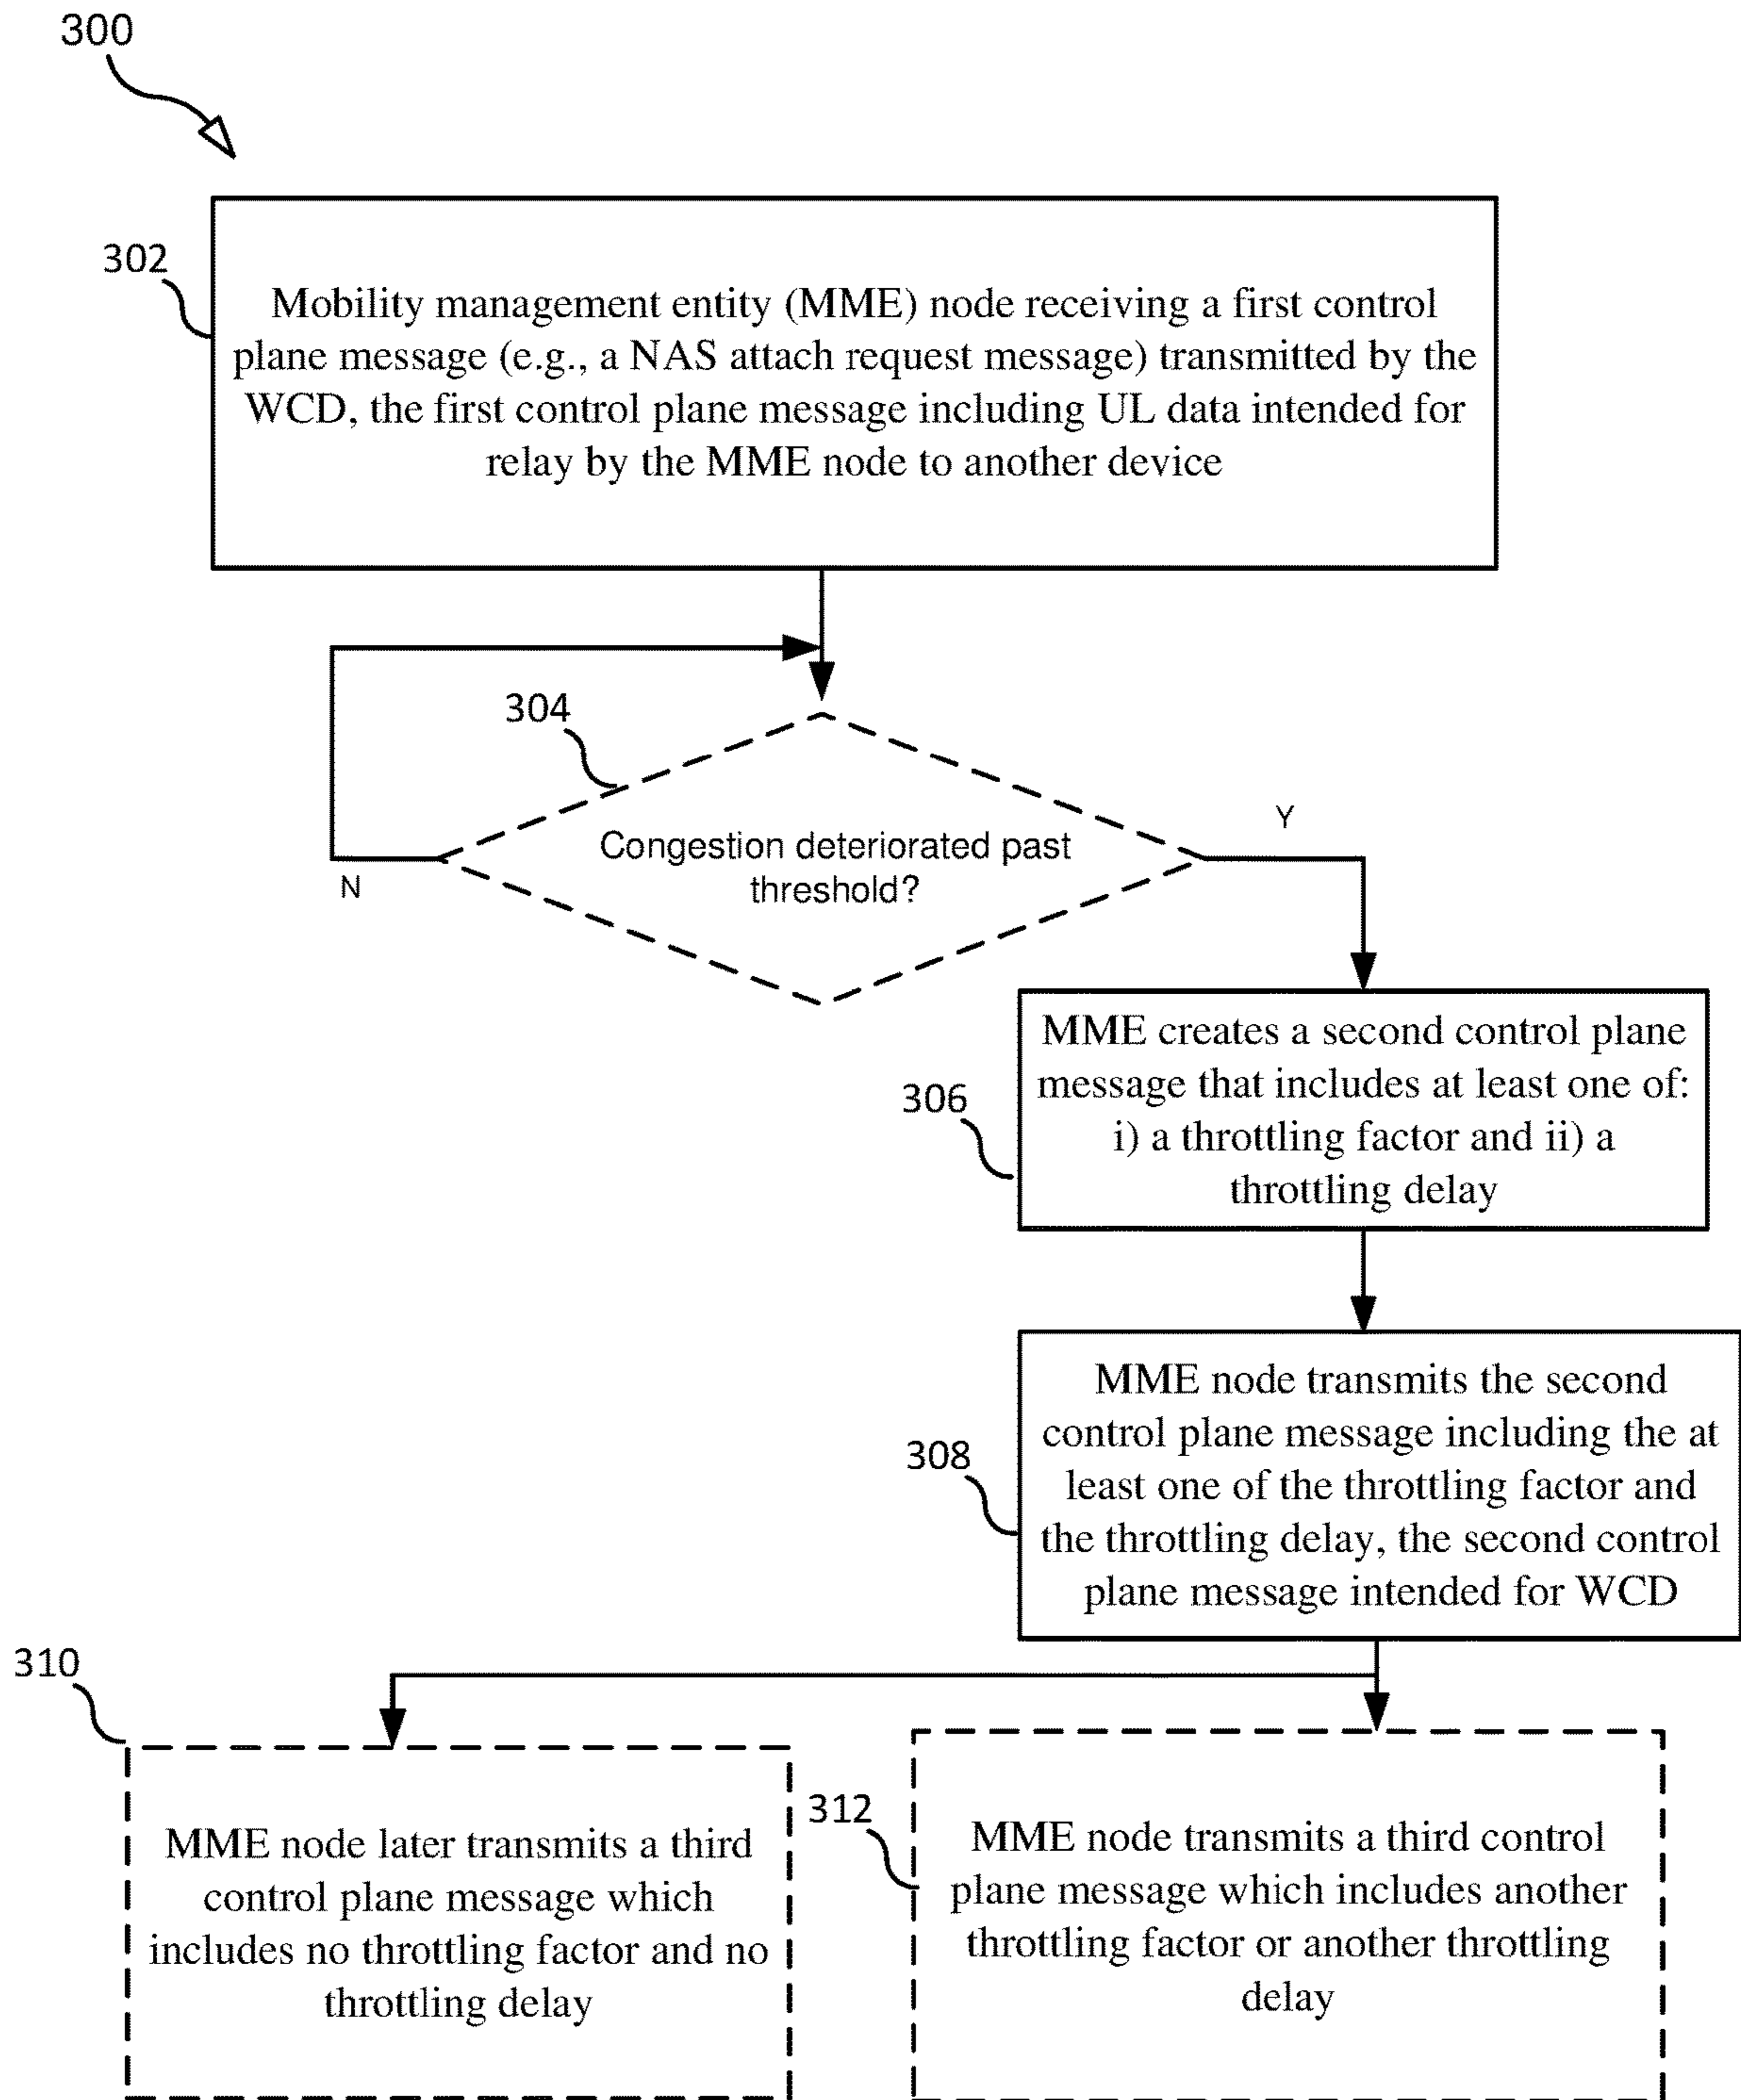 300
302
Mobility management entity (MME) node receiving a first control
plane message (e.g., a NAS attach request message) transmitted by the
WCD, the first control plane message including UL data intended for
relay by the MME node to another device
304
Congestion deteriorated past
threshold?
Y
N
306
MME creates a second control plane
message that includes at least one of:
i) a throttling factor and ii) a
throttling delay
308
MME node transmits the second
control plane message including the at
least one of the throttling factor and
the throttling delay, the second control
plane message intended for WCD
310
MME node later transmits a third
control plane message which
includes no throttling factor and no
throttling delay
312
MME node transmits a third control
plane message which includes another
throttling factor or another throttling
delay